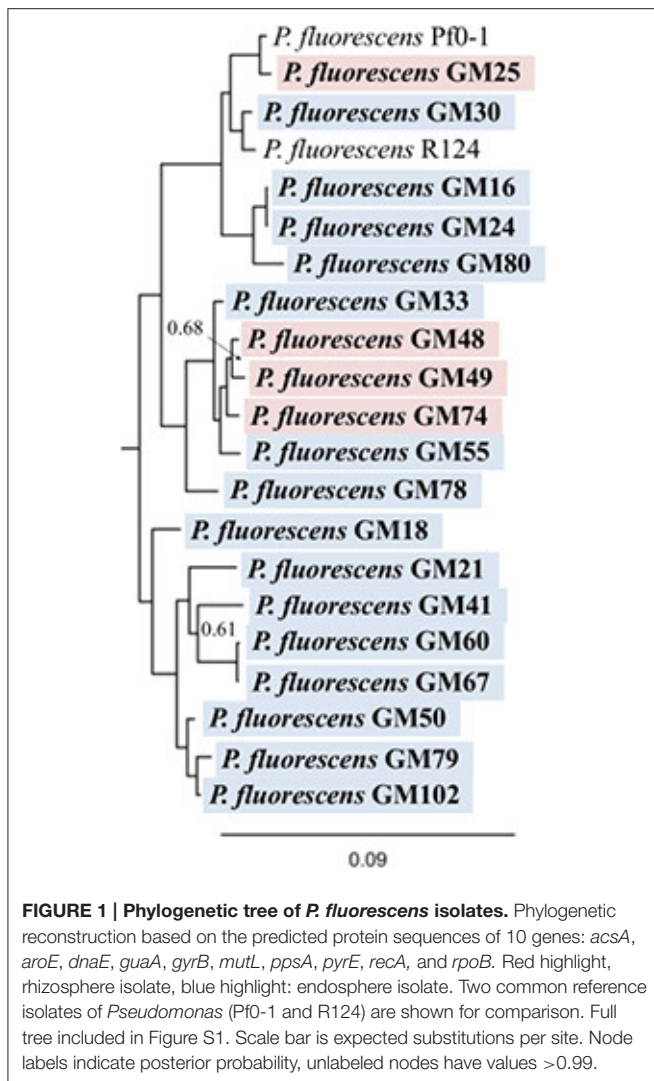 P. fluorescens Pf0-1
P. fluorescens GM25
P. fluorescens GM30
P. fluorescens R124
P. fluorescens GM16
P. fluorescens GM24
P. fluorescens GM80
P. fluorescens GM33
0.68
P. fluorescens GM48
P. fluorescens GM49
P. fluorescens GM74
P. fluorescens GM55
P. fluorescens GM78
P. fluorescens GM18
P. fluorescens GM21
P. fluorescens GM41
0.61
P. fluorescens GM60
P. fluorescens GM67
P. fluorescens GM50
P. fluorescens GM79
P. fluorescens GM102
0.09
FIGURE 1 | Phylogenetic tree of P. fluorescens isolates. Phylogenetic
reconstruction based on the predicted protein sequences of 10 genes: acsA,
aroE, dnaE, guaA, gyrB, mutL, ppsA, pyrE, recA, and rpoB. Red highlight,
rhizosphere isolate, blue highlight: endosphere isolate. Two common reference
isolates of Pseudomonas (Pf0-1 and R124) are shown for comparison. Full
tree included in Figure S1. Scale bar is expected substitutions per site. Node
labels indicate posterior probability, unlabeled nodes have values >0.99.